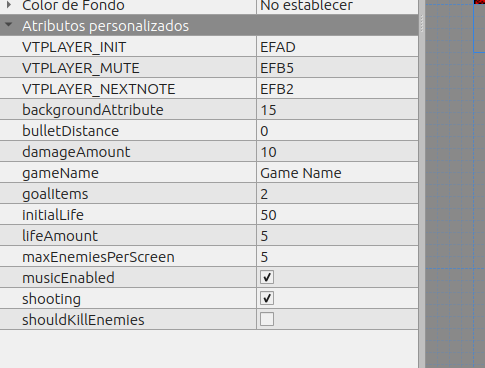 Color de Fondo No establecer
Atributos personalizados
VTPLAYER_INIT EFAD
VTPLAYER_MUTE EFB5
VTPLAYER_NEXTNOTE EFB2
backgroundAttribute 15
bulletDistance 0
damageAmount 10
gameName Game Name
goalItems 2
initialLife 50
lifeAmount 5
maxEnemiesPerScreen 5
musicEnabled
shooting
shouldKillEnemies